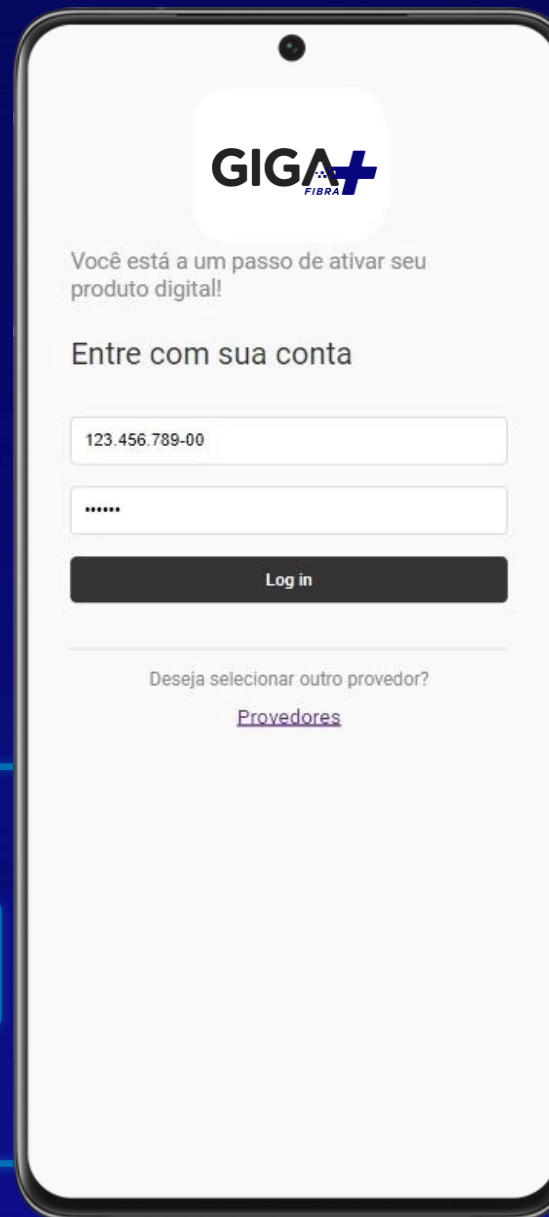 GIGA+
FIBRA
Você está a um passo de ativar seu
produto digital!
Entre com sua conta
123.456.789-00
••••••
Log in
Deseja selecionar outro provedor?
Provedores